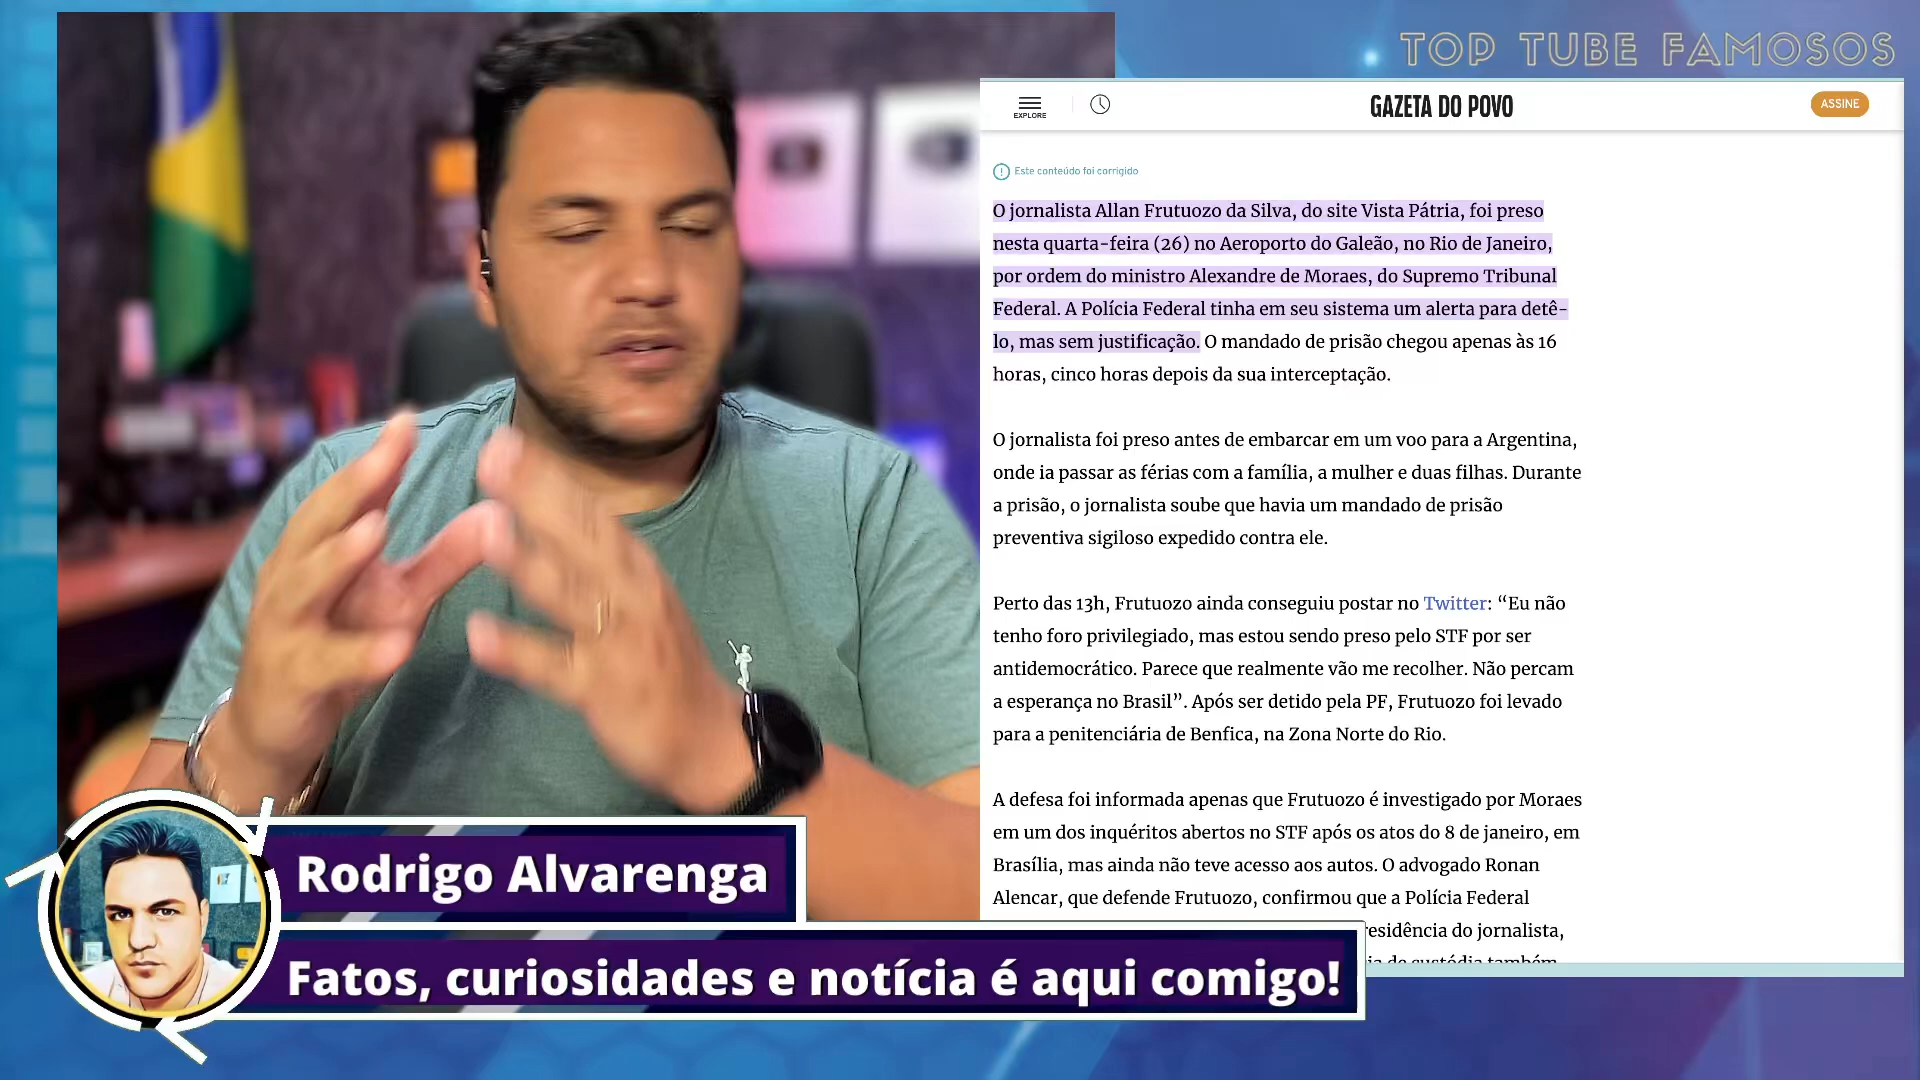 TOP TUBE FAMOSOS
EXPLORE
GAZETA DO POVO
ASSINE
Este conteúdo foi corrigido
O jornalista Allan Frutuozo da Silva, do site Vista Pátria, foi preso
nesta quarta-feira (26) no Aeroporto do Galeão, no Rio de Janeiro,
por ordem do ministro Alexandre de Moraes, do Supremo Tribunal
Federal. A Polícia Federal tinha em seu sistema um alerta para detê-
lo, mas sem justificação. O mandado de prisão chegou apenas às 16
horas, cinco horas depois da sua interceptação.
O jornalista foi preso antes de embarcar em um voo para a Argentina,
onde ia passar as férias com a família, a mulher e duas filhas. Durante
a prisão, o jornalista soube que havia um mandado de prisão
preventiva sigiloso expedido contra ele.
Perto das 13h, Frutuozo ainda conseguiu postar no Twitter: “Eu não
tenho foro privilegiado, mas estou sendo preso pelo STF por ser
antidemocrático. Parece que realmente vão me recolher. Não percam
a esperança no Brasil”. Após ser detido pela PF, Frutuozo foi levado
para a penitenciária de Benfica, na Zona Norte do Rio.
A defesa foi informada apenas que Frutuozo é investigado por Moraes
em um dos inquéritos abertos no STF após os atos do 8 de janeiro, em
Brasília, mas ainda não teve acesso aos autos. O advogado Ronan
Alencar, que defende Frutuozo, confirmou que a Polícia Federal
residência do jornalista,
de custódia também
Rodrigo Alvarenga
Fatos, curiosidades e notícia é aqui comigo!